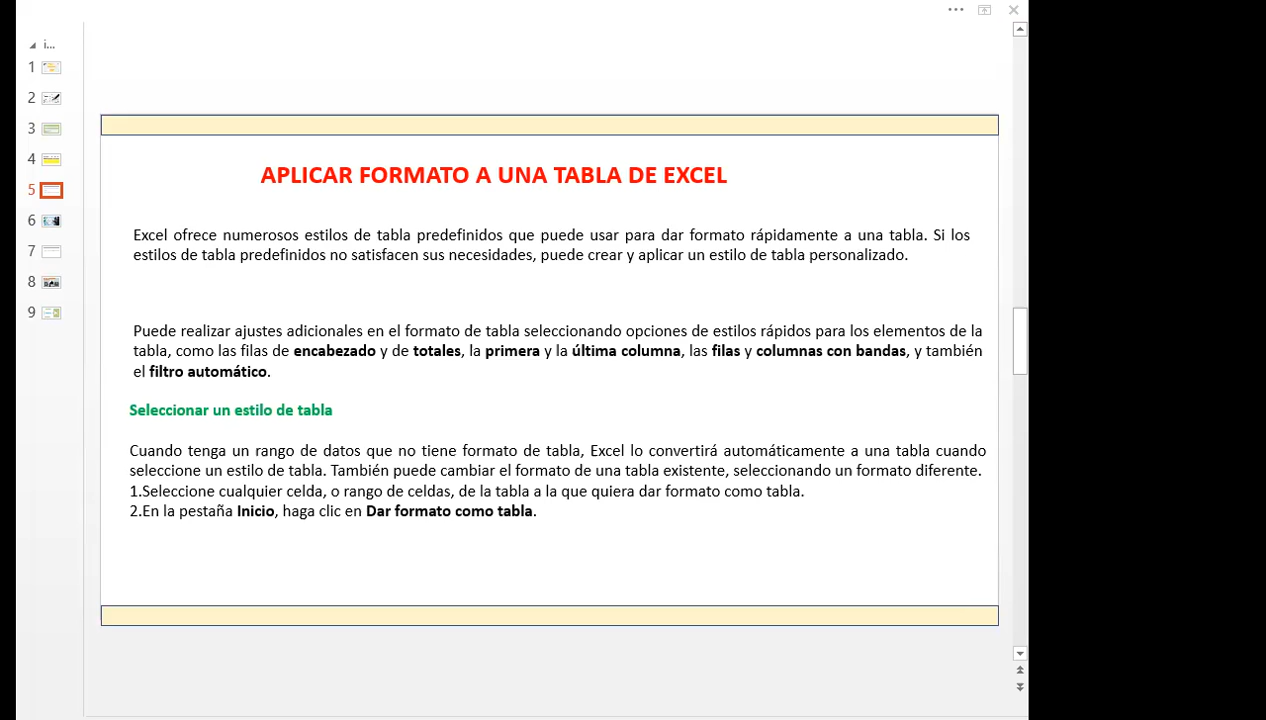 i...
1
2
3
4
5
6
7
8
9
APLICAR FORMATO A UNA TABLA DE EXCEL
Excel ofrece numerosos estilos de tabla predefinidos que puede usar para dar formato rápidamente a una tabla. Si los
estilos de tabla predefinidos no satisfacen sus necesidades, puede crear y aplicar un estilo de tabla personalizado.
Puede realizar ajustes adicionales en el formato de tabla seleccionando opciones de estilos rápidos para los elementos de la
tabla, como las filas de encabezado y de totales, la primera y la última columna, las filas y columnas con bandas, y también
el filtro automático.
Seleccionar un estilo de tabla
Cuando tenga un rango de datos que no tiene formato de tabla, Excel lo convertirá automáticamente a una tabla cuando
seleccione un estilo de tabla. También puede cambiar el formato de una tabla existente, seleccionando un formato diferente.
1.Seleccione cualquier celda, o rango de celdas, de la tabla a la que quiera dar formato como tabla.
2.En la pestaña Inicio, haga clic en Dar formato como tabla.